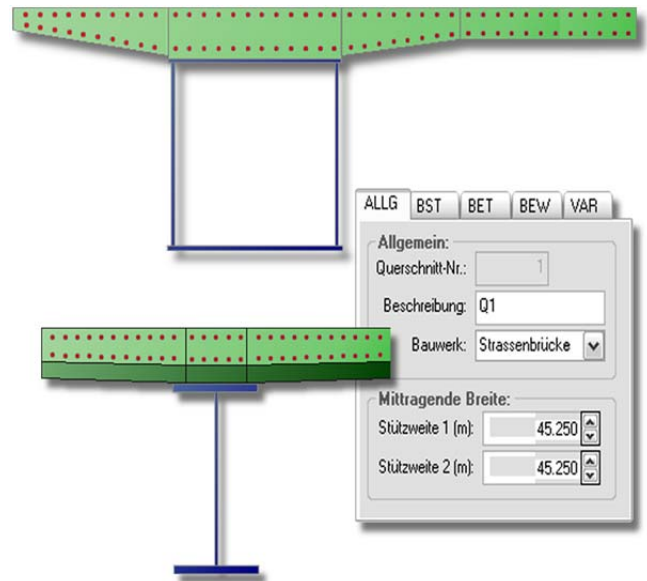 ALLG BST BET BEW VAR
Allgemein:
Querschnitt-Nr.: 1
Beschreibung: Q1
Bauwerk: Strassenbrücke
Mittragende Breite:
Stützweite 1 (m): 45.250
Stützweite 2 (m): 45.250